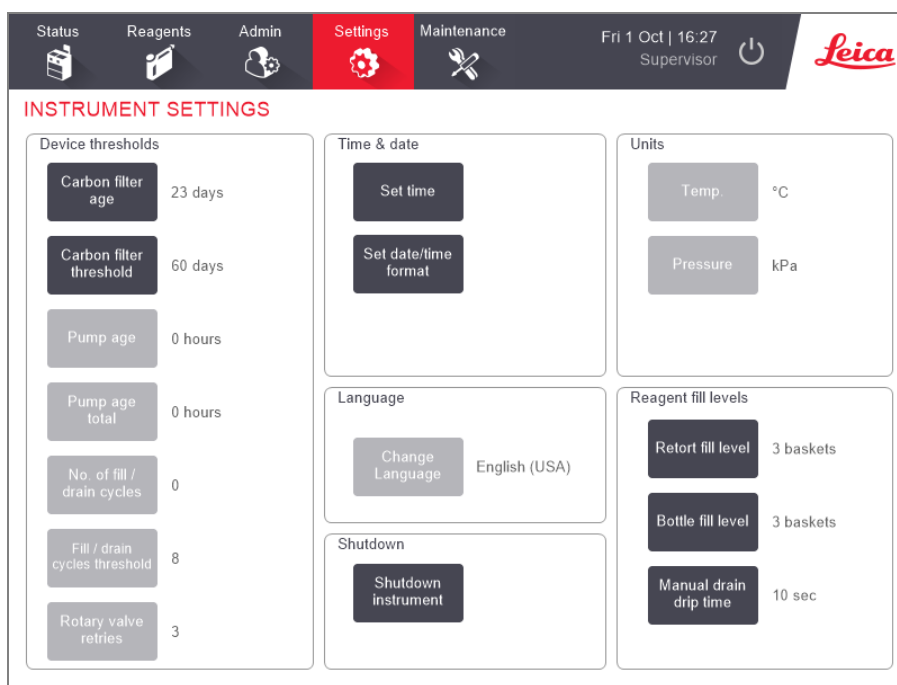 Status
Reagents
Admin
Settings
Maintenance
Fri 1 Oct | 16:27
Supervisor
Leica
INSTRUMENT SETTINGS
Device thresholds
Carbon filter
age
23 days
Carbon filter
threshold
60 days
Pump age
0 hours
Pump age
total
0 hours
No. of fill /
drain cycles
0
Fill / drain
cycles threshold
8
Rotary valve
retries
3
Time & date
Set time
Set date/time
format
Language
Change
Language
English (USA)
Shutdown
Shutdown
instrument
Units
Temp.
°C
Pressure
kPa
Reagent fill levels
Retort fill level
3 baskets
Bottle fill level
3 baskets
Manual drain
drip time
10 sec